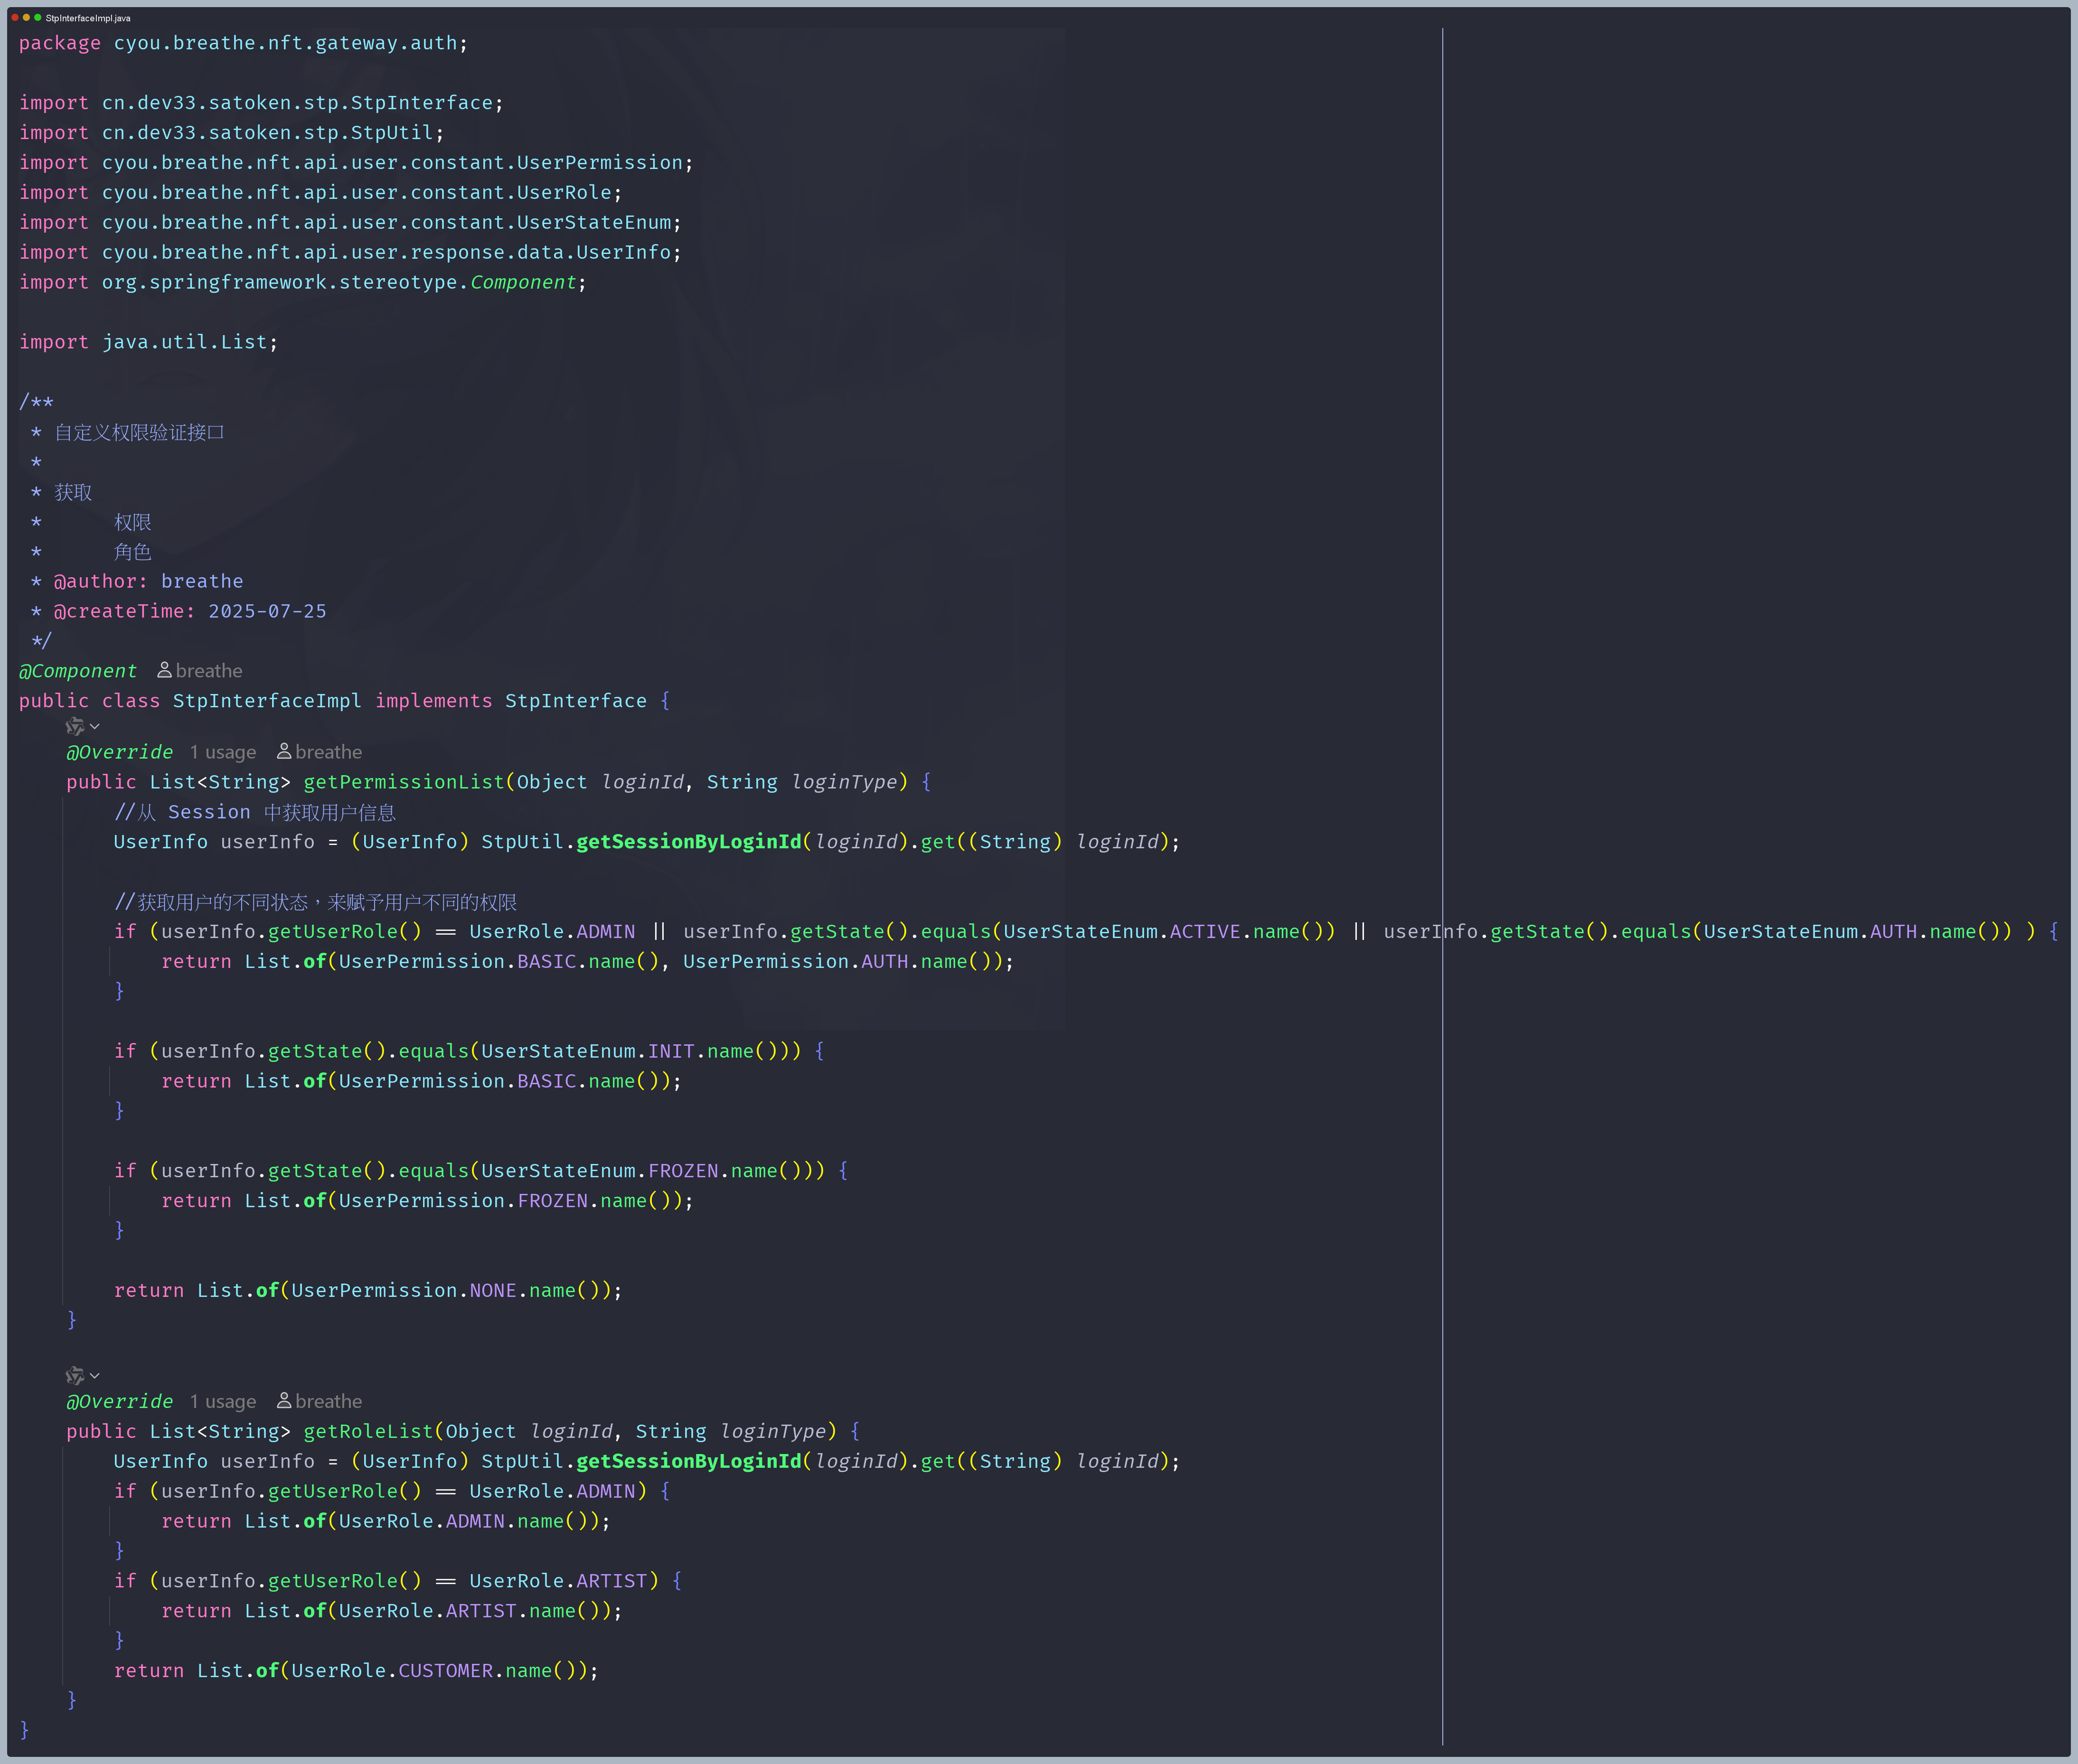 StpInterfaceImpl.java
package cyou.breathe.nft.gateway.auth;
import cn.dev33.satoken.stp.StpInterface;
import cn.dev33.satoken.stp.StpUtil;
import cyou.breathe.nft.api.user.constant.UserPermission;
import cyou.breathe.nft.api.user.constant.UserRole;
import cyou.breathe.nft.api.user.constant.UserStateEnum;
import cyou.breathe.nft.api.user.response.data.UserInfo;
import org.springframework.stereotype.Component;
import java.util.List;
/**
 * 自定义权限验证接口
 *
 * 获取
 *      权限
 *      角色
 * @author: breathe
 * @createTime: 2025-07-25
 */
@Component breathe
public class StpInterfaceImpl implements StpInterface {
    @Override 1 usage breathe
    public List<String> getPermissionList(Object loginId, String loginType) {
        //从 Session 中获取用户信息
        UserInfo userInfo = (UserInfo) StpUtil.getSessionByLoginId(loginId).get((String) loginId);
        //获取用户的不同状态，来赋予用户不同的权限
        if (userInfo.getUserRole() == UserRole.ADMIN || userInfo.getState().equals(UserStateEnum.ACTIVE.name()) || userInfo.getState().equals(UserStateEnum.AUTH.name()) ) {
            return List.of(UserPermission.BASIC.name(), UserPermission.AUTH.name());
        }
        if (userInfo.getState().equals(UserStateEnum.INIT.name())) {
            return List.of(UserPermission.BASIC.name());
        }
        if (userInfo.getState().equals(UserStateEnum.FROZEN.name())) {
            return List.of(UserPermission.FROZEN.name());
        }
        return List.of(UserPermission.NONE.name());
    }
    @Override 1 usage breathe
    public List<String> getRoleList(Object loginId, String loginType) {
        UserInfo userInfo = (UserInfo) StpUtil.getSessionByLoginId(loginId).get((String) loginId);
        if (userInfo.getUserRole() == UserRole.ADMIN) {
            return List.of(UserRole.ADMIN.name());
        }
        if (userInfo.getUserRole() == UserRole.ARTIST) {
            return List.of(UserRole.ARTIST.name());
        }
        return List.of(UserRole.CUSTOMER.name());
    }
}